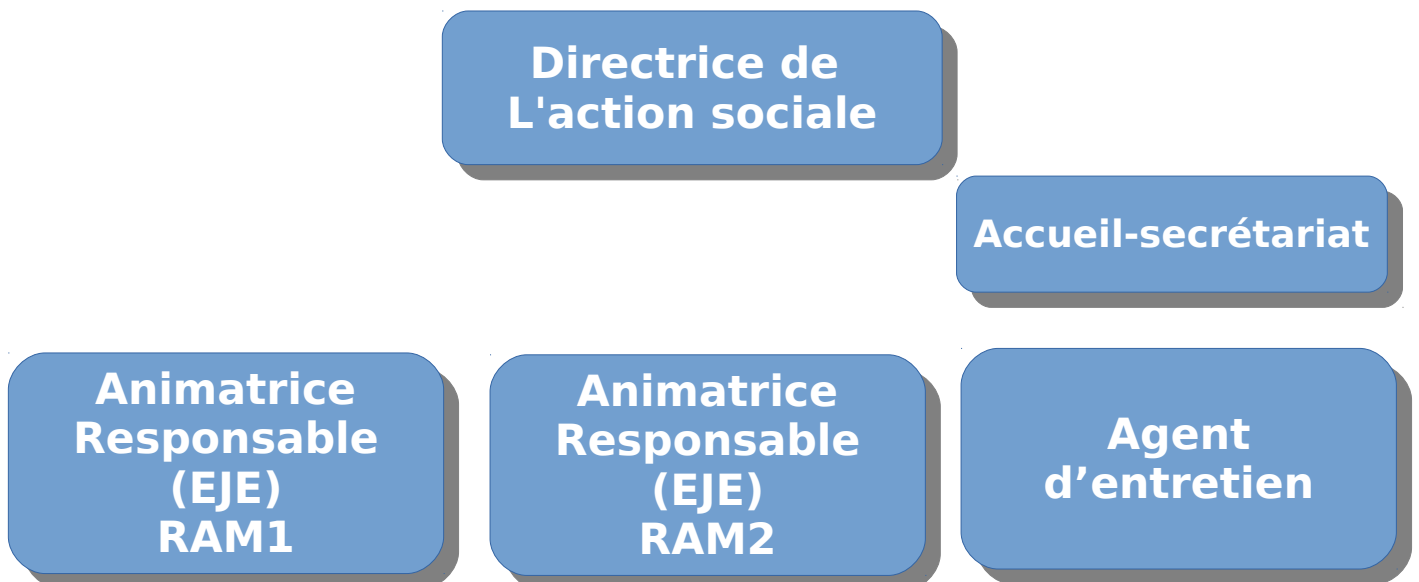 Directrice de
L'action sociale
Accueil-secrétariat
Animatrice
Responsable
(EJE)
RAM1
Animatrice
Responsable
(EJE)
RAM2
Agent
d’entretien